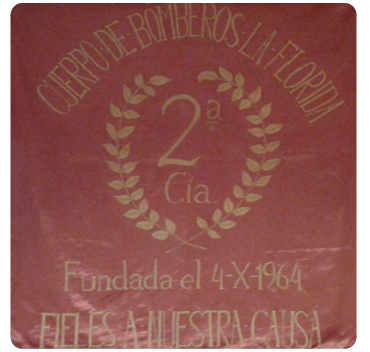 CUERPO·DE·BOMBEROS·LA·FLORIDA
2ª
Cía.
Fundada el 4-X-1964
FIELES·A·NUESTRA·CAUSA